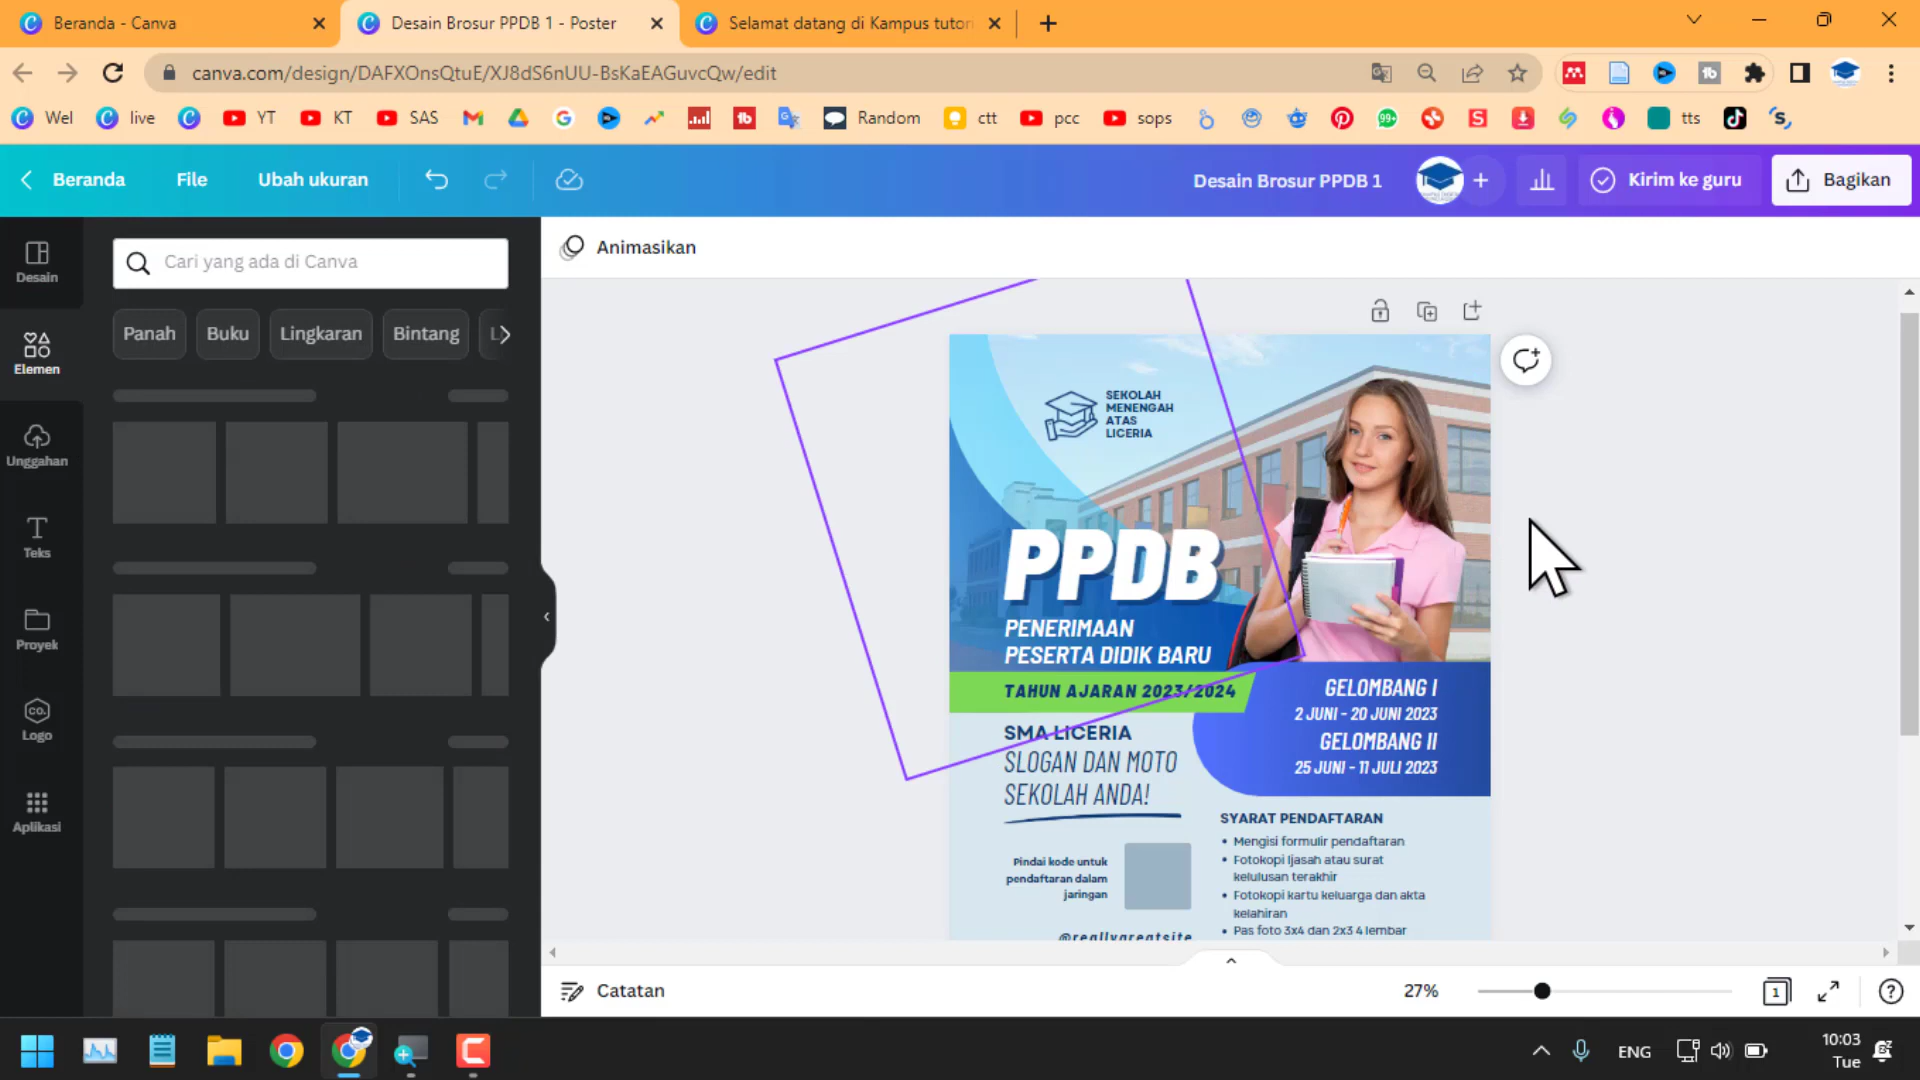 Beranda - Canva
Desain Brosur PPDB 1 - Poster
Selamat datang di Kampus tutori
canva.com/design/DAFXOnsQtuE/XJ8dS6nUU-BsKaEAGuvcQw/edit
Wel
live
YT
KT
SAS
Random
ctt
pcc
sops
99+
tts
Beranda
File
Ubah ukuran
Desain Brosur PPDB 1
Kirim ke guru
Bagikan
Desain
Elemen
Unggahan
Teks
Proyek
CO.
Logo
Aplikasi
Cari yang ada di Canva
Panah
Buku
Lingkaran
Bintang
Animasikan
SEKOLAH
MENENGAH
ATAS
LICERIA
PPDB
PENERIMAAN
PESERTA DIDIK BARU
TAHUN AJARAN 2023/2024
GELOMBANG I
2 JUNI - 20 JUNI 2023
GELOMBANG II
25 JUNI - 11 JULI 2023
SMA LICERIA
SLOGAN DAN MOTO
SEKOLAH ANDA!
Pindai kode untuk
pendaftaran dalam
jaringan
@reallygreatsite
SYARAT PENDAFTARAN
• Mengisi formulir pendaftaran
• Fotokopi Ijasah atau surat
kelulusan terakhir
• Fotokopi kartu keluarga dan akta
kelahiran
• Pas foto 3x4 dan 2x3 4 lembar
Catatan
27%
1
ENG
10:03
Tue